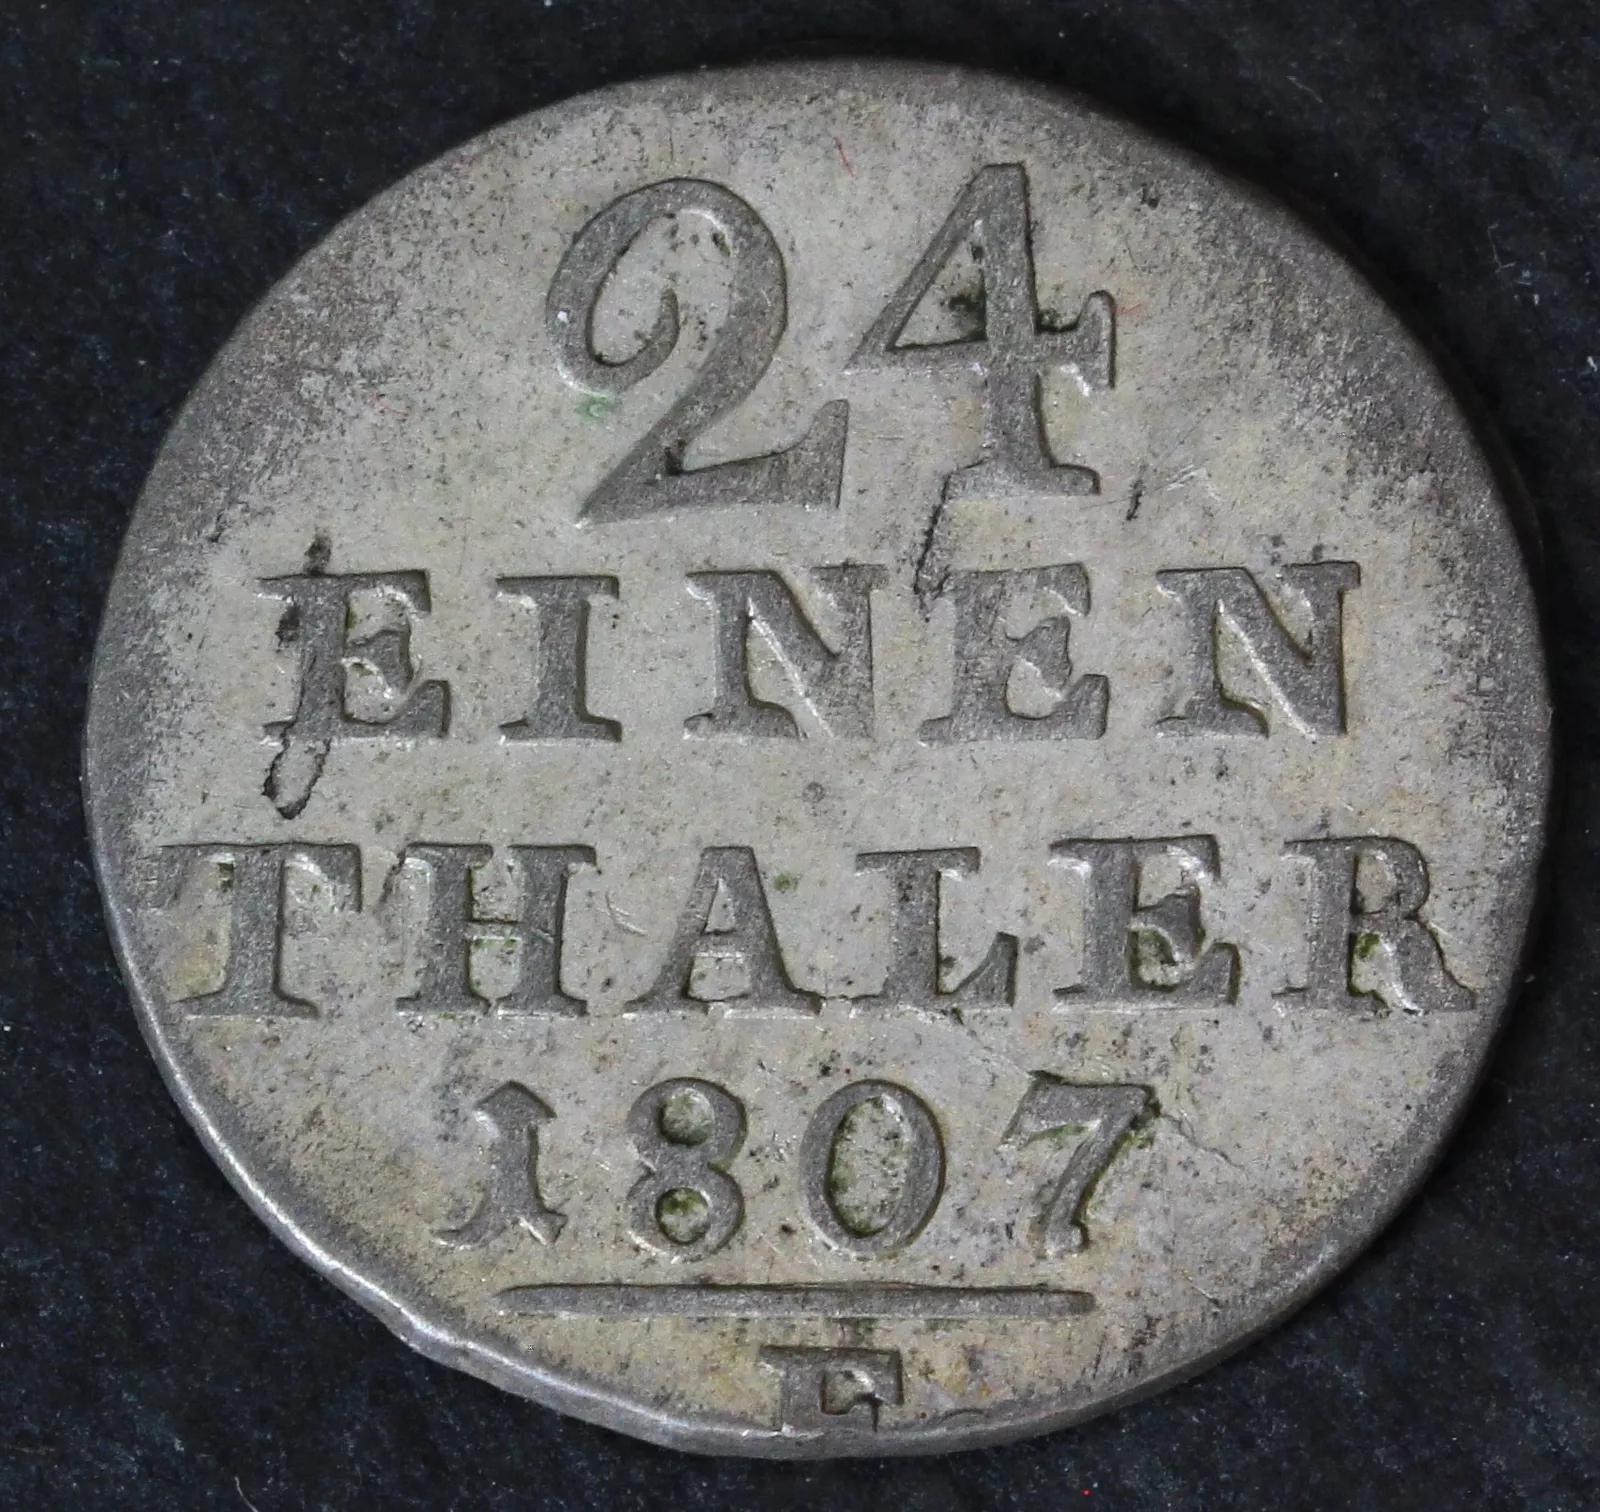 24
EINEN
THALER
1807
F